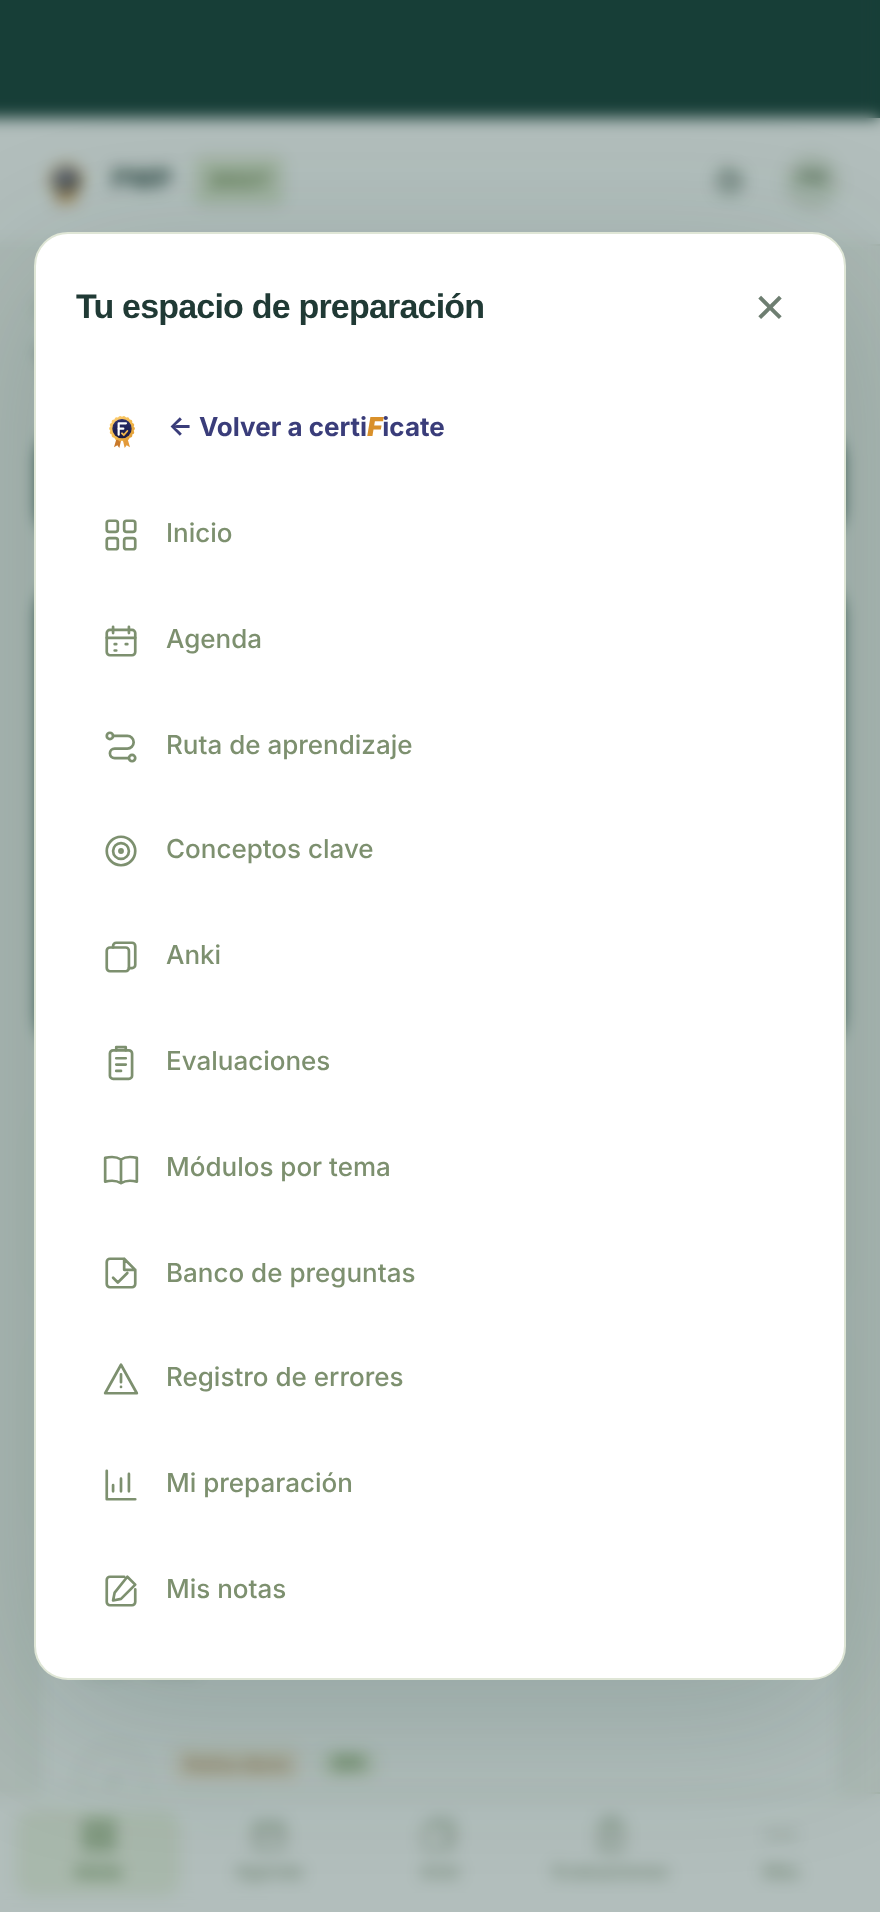 Tu espacio de preparación
← Volver a certiFicate
Inicio
Agenda
Ruta de aprendizaje
Conceptos clave
Anki
Evaluaciones
Módulos por tema
Banco de preguntas
Registro de errores
Mi preparación
Mis notas